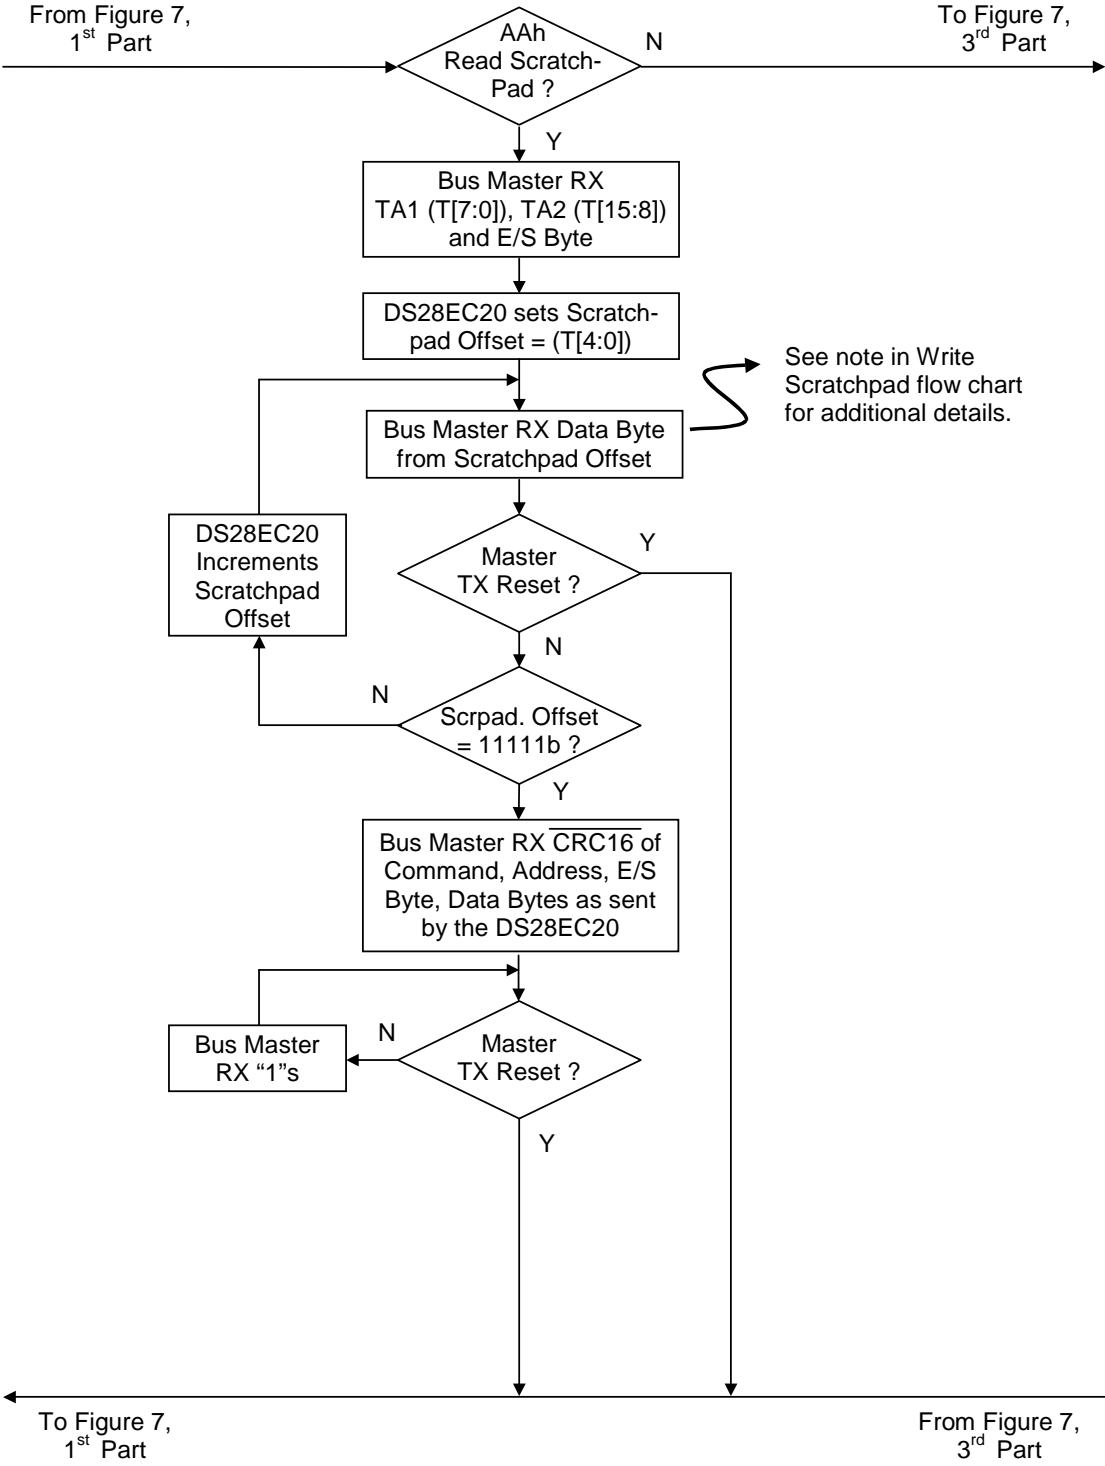 From Figure 7,
1st Part
To Figure 7,
3rd Part
AAh
Read Scratch-
Pad ?
N
Y
Bus Master RX
TA1 (T[7:0]), TA2 (T[15:8])
and E/S Byte
DS28EC20 sets Scratch-
pad Offset = (T[4:0])
See note in Write
Scratchpad flow chart
for additional details.
Bus Master RX Data Byte
from Scratchpad Offset
DS28EC20
Increments
Scratchpad
Offset
Master
TX Reset ?
Y
N
N
Scrpad. Offset
= 11111b ?
Y
Bus Master RX CRC16 of
Command, Address, E/S
Byte, Data Bytes as sent
by the DS28EC20
Bus Master
RX “1”s
N
Master
TX Reset ?
Y
To Figure 7,
1st Part
From Figure 7,
3rd Part